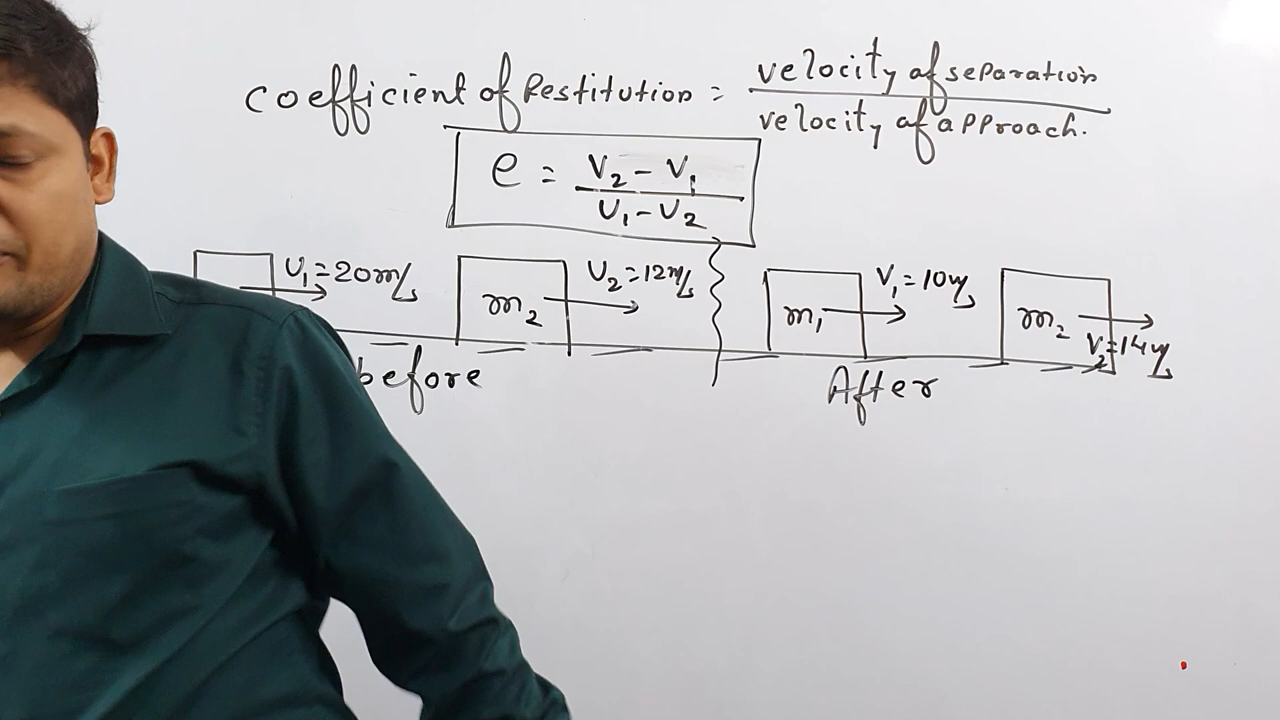 coefficient of Restitution = velocity of separation / velocity of approach.
e = V₂ - V₁ / U₁ - U₂
U₁ = 20m/s U₂ = 12m/s V₁ = 10m/s
m₂ m₁ m₂
V₂ = 14m/s
before After